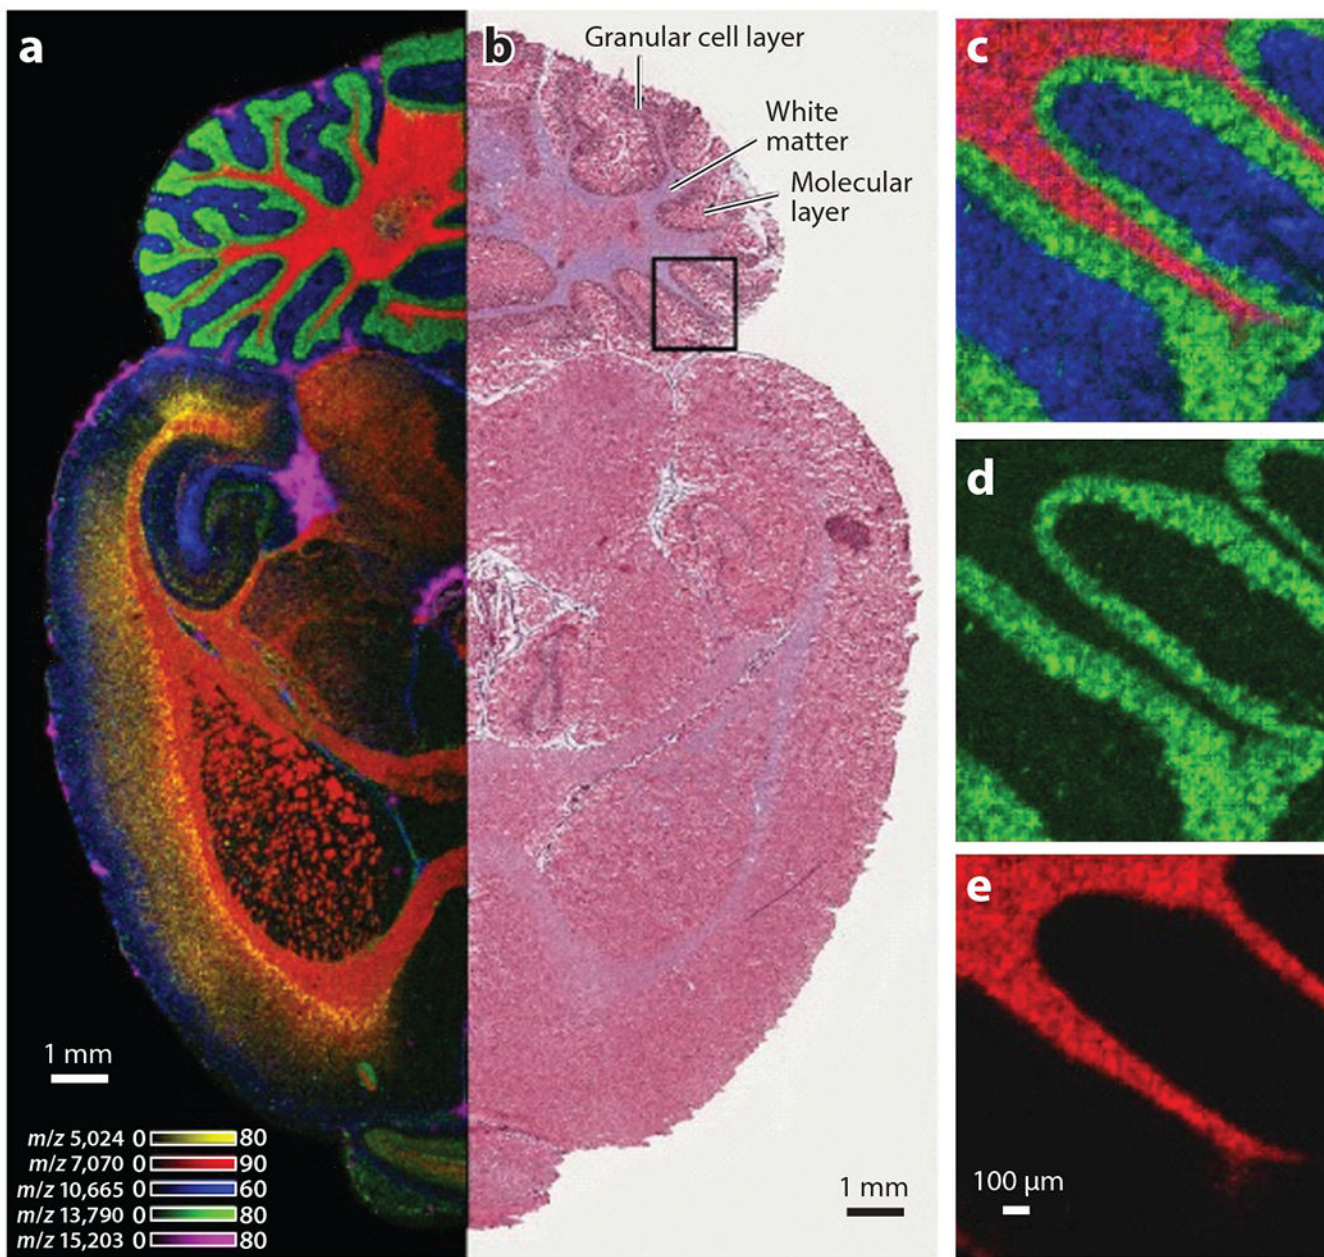 a
b
Granular cell layer
White
matter
Molecular
layer
1 mm
m/z 5,024 0 80
m/z 7,070 0 90
m/z 10,665 0 60
m/z 13,790 0 80
m/z 15,203 0 80
1 mm
c
d
e
100 µm